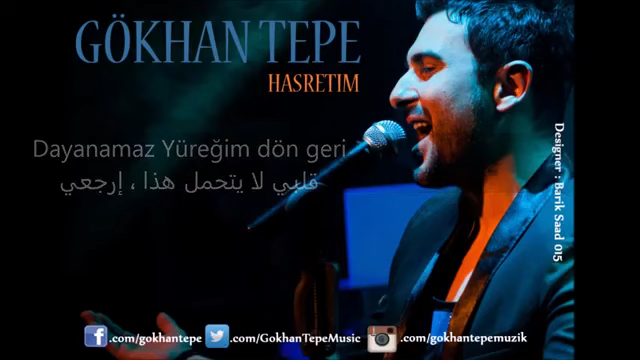 GÖKHAN TEPE
HASRETIM
Dayanamaz Yüreğim dön geri
قلبي لا يتحمل هذا ، إرجعي
Designer : Barik Saad 015
.com/gokhantepe
.com/GokhanTepeMusic
.com/gokhantepemuzik